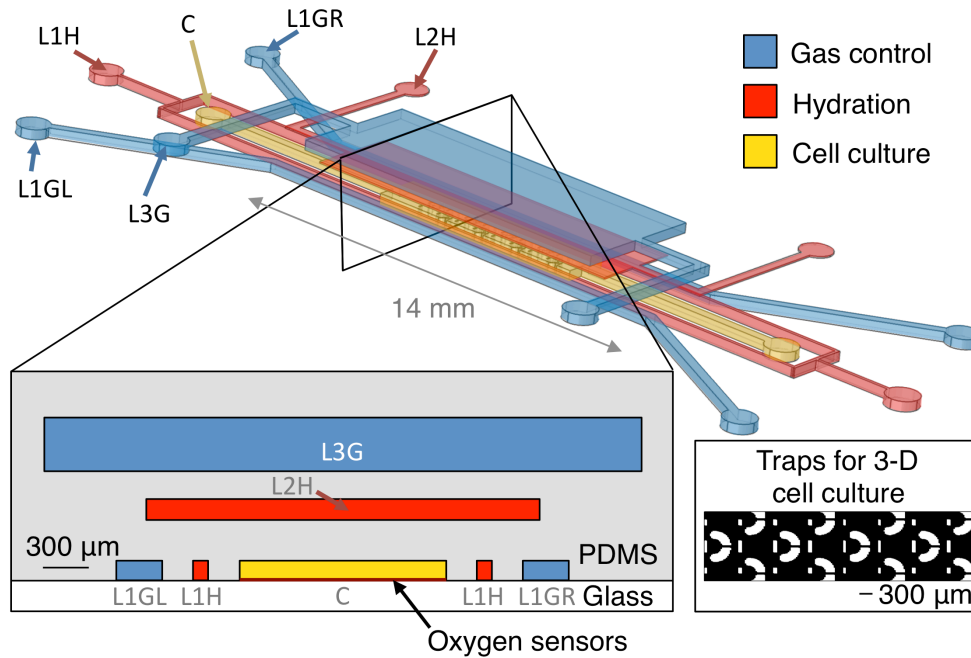 L1H
C
L1GR
L2H
Gas control
Hydration
Cell culture
L1GL
L3G
14 mm
L3G
L2H
300 µm
PDMS
L1GL
L1H
C
L1H
L1GR
Glass
Oxygen sensors
Traps for 3-D
cell culture
300 µm